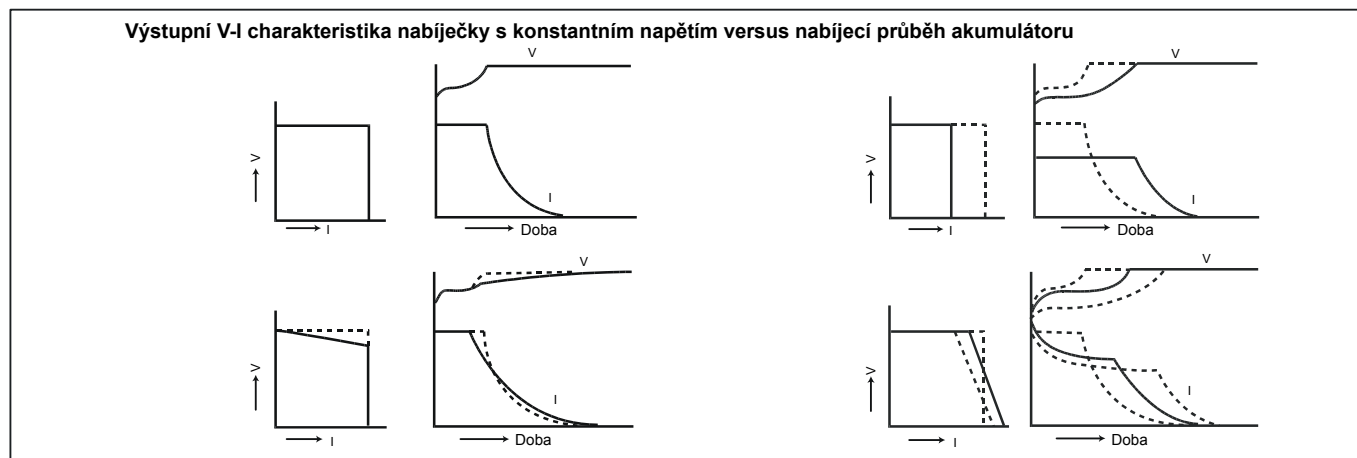 Výstupní V-I charakteristika nabíječky s konstantním napětím versus nabíjecí průběh akumulátoru
V
V
V
I
I
Doba
V
I
I
Doba
V
V
V
I
I
Doba
V
I
I
Doba